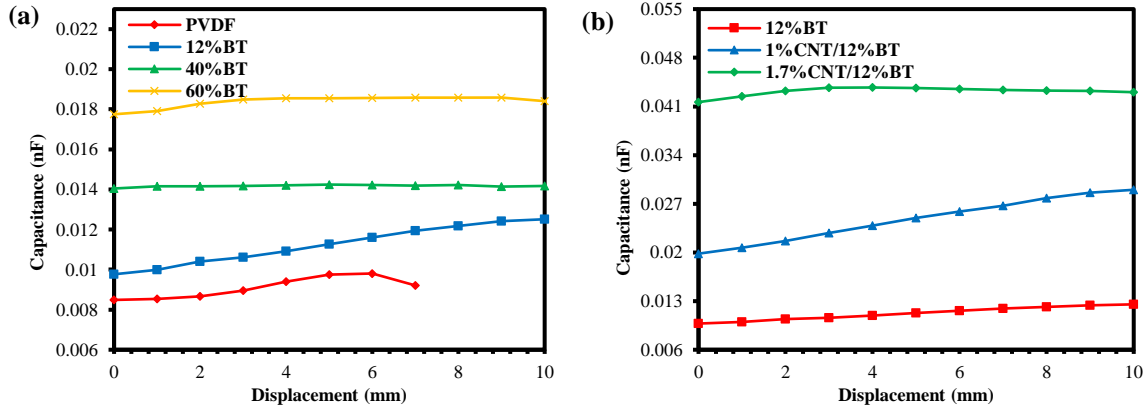 (a)
PVDF
12%BT
40%BT
60%BT
0.022
0.02
0.018
0.016
0.014
0.012
0.01
0.008
0.006
Capacitance (nF)
0 2 4 6 8 10
Displacement (mm)
(b)
12%BT
1%CNT/12%BT
1.7%CNT/12%BT
0.055
0.048
0.041
0.034
0.027
0.02
0.013
0.006
Capacitance (nF)
0 2 4 6 8 10
Displacement (mm)